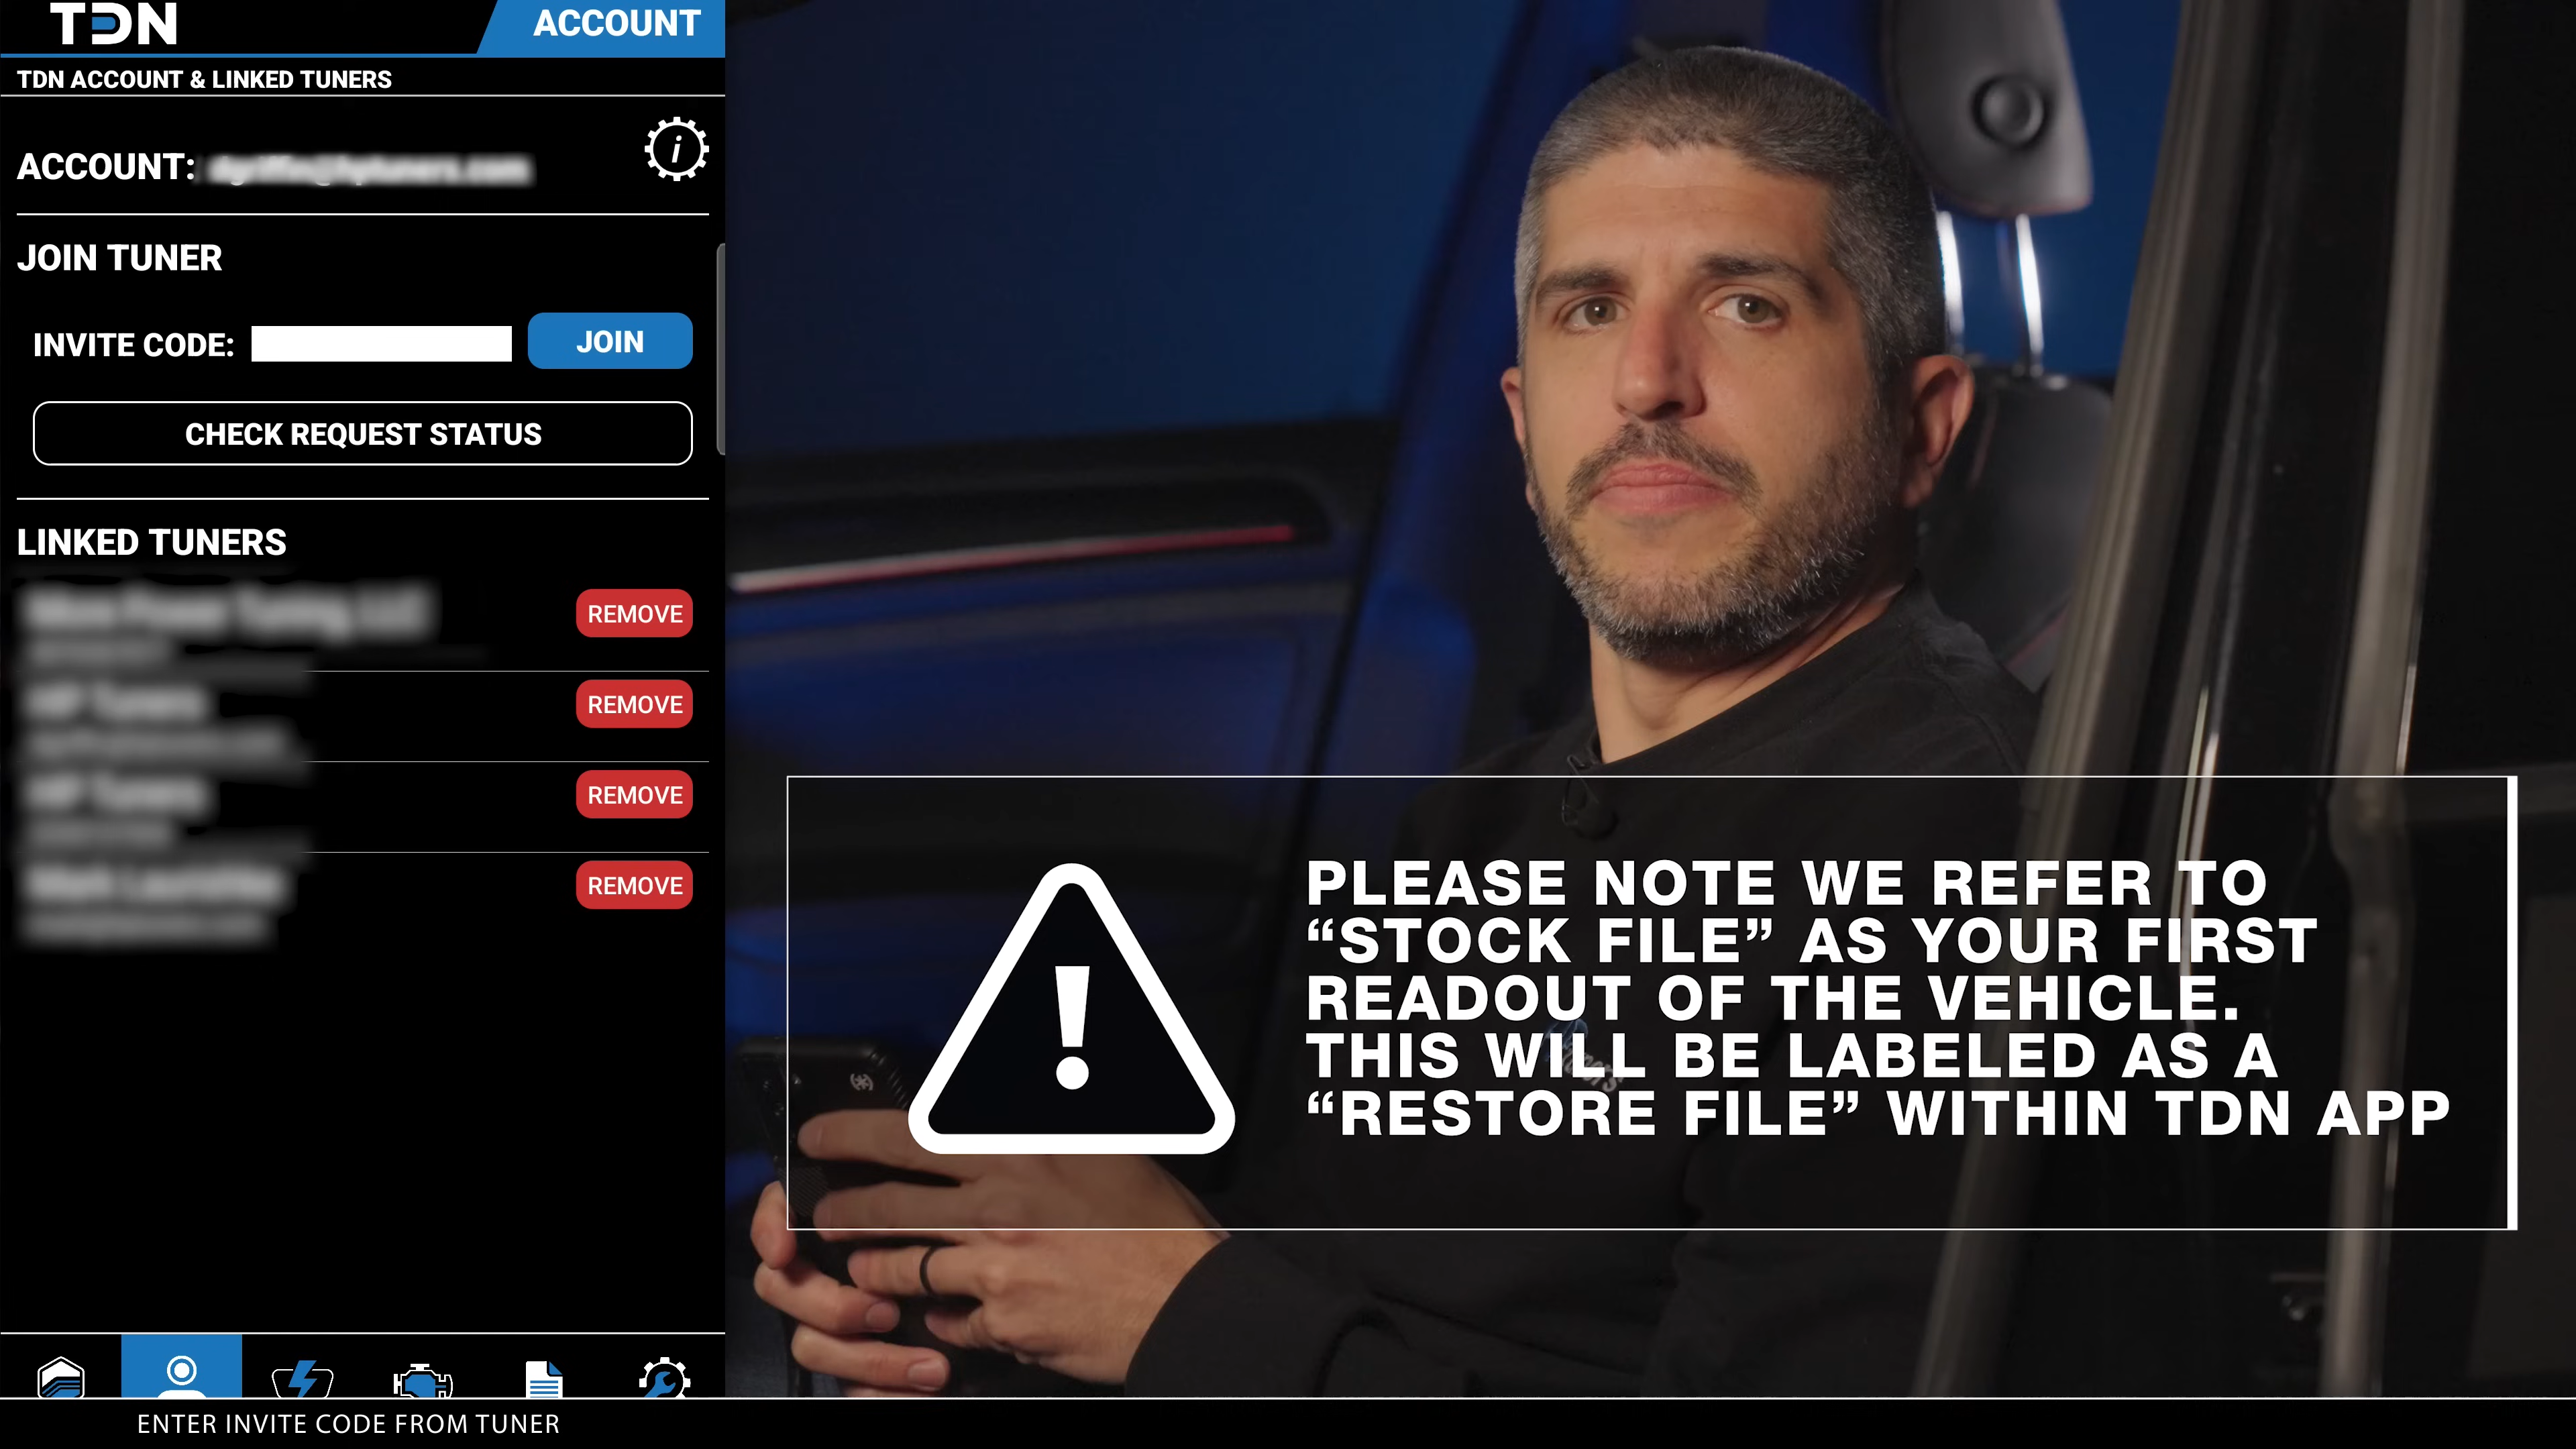 TDN
ACCOUNT
TDN ACCOUNT & LINKED TUNERS
ACCOUNT:
JOIN TUNER
INVITE CODE:
JOIN
CHECK REQUEST STATUS
LINKED TUNERS
REMOVE
REMOVE
REMOVE
REMOVE
PLEASE NOTE WE REFER TO
“STOCK FILE” AS YOUR FIRST
READOUT OF THE VEHICLE.
THIS WILL BE LABELED AS A
“RESTORE FILE” WITHIN TDN APP
ENTER INVITE CODE FROM TUNER